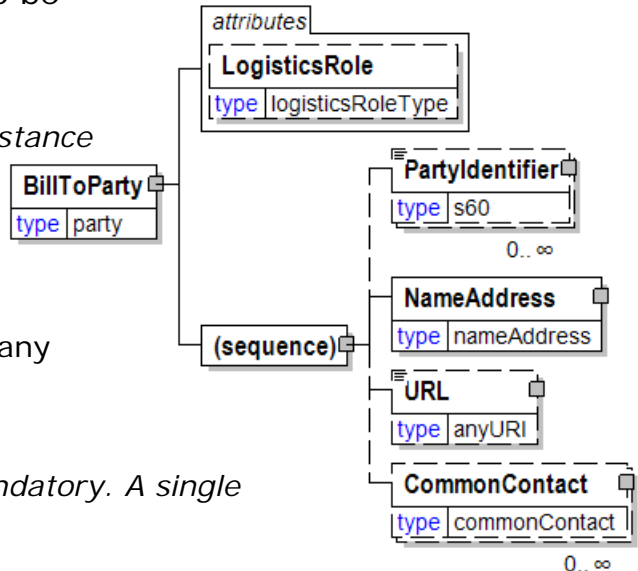 be
attributes
LogisticsRole
type logisticsRoleType
stance
BillToParty
type party
PartyIdentifier
type s60
0.. ∞
NameAddress
type nameAddress
any
(sequence)
URL
type anyURI
ndatory. A single
CommonContact
type commonContact
0.. ∞